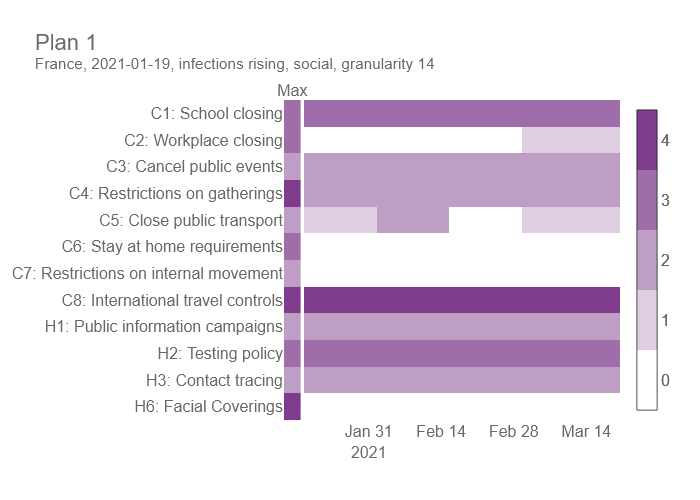 Plan 1
France, 2021-01-19, infections rising, social, granularity 14
Max
C1: School closing
C2: Workplace closing
C3: Cancel public events
C4: Restrictions on gatherings
C5: Close public transport
C6: Stay at home requirements
C7: Restrictions on internal movement
C8: International travel controls
H1: Public information campaigns
H2: Testing policy
H3: Contact tracing
H6: Facial Coverings
Jan 31 Feb 14 Feb 28 Mar 14
2021
4
3
2
1
0